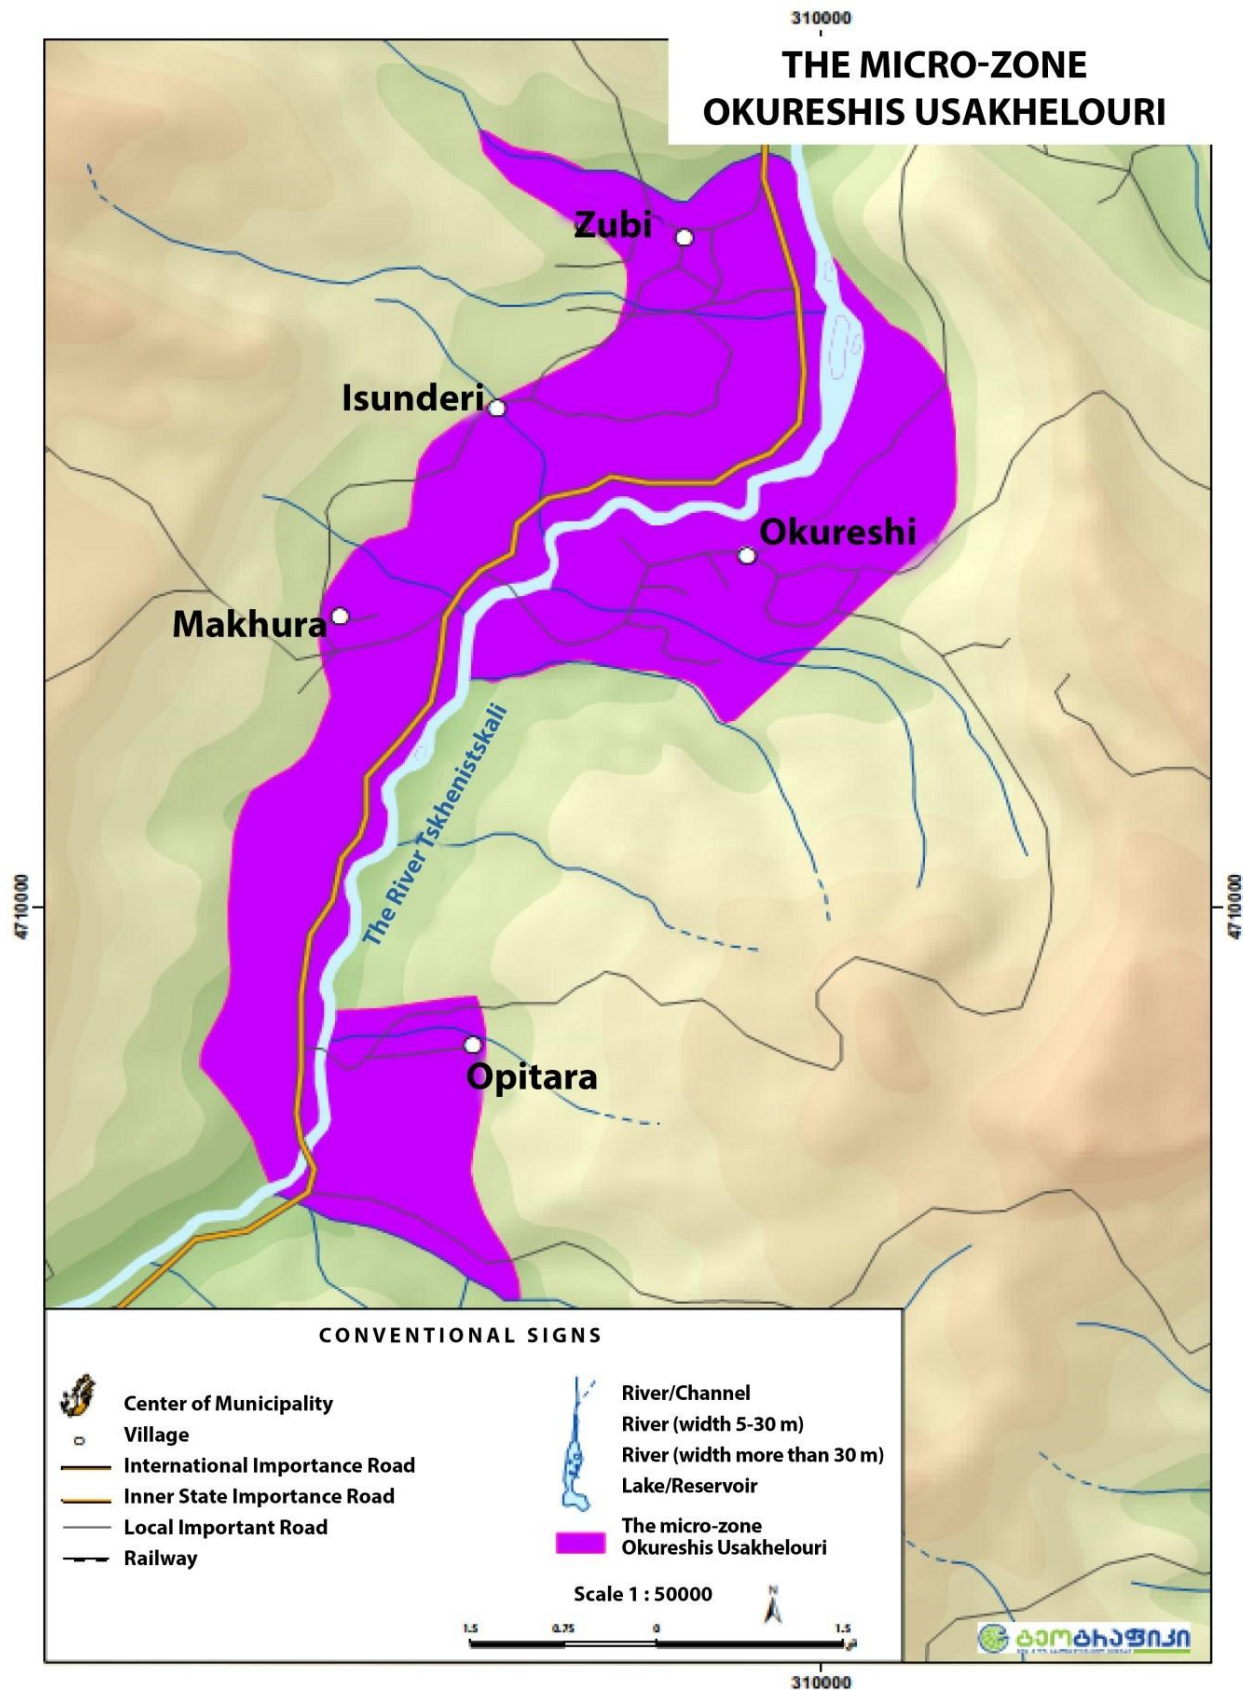 310000
THE MICRO-ZONE
OKURESHIS USAKHELOURI
Zubi
Isunderi
Okureshi
Makhura
The River Tskhenistskali
4710000
4710000
Opitara
CONVENTIONAL SIGNS
Center of Municipality
Village
International Importance Road
Inner State Importance Road
Local Important Road
Railway
River/Channel
River (width 5-30 m)
River (width more than 30 m)
Lake/Reservoir
The micro-zone
Okureshis Usakhelouri
Scale 1 : 50000
N
1.5 0.75 0 1.5
გეოგრაფიკი
310000